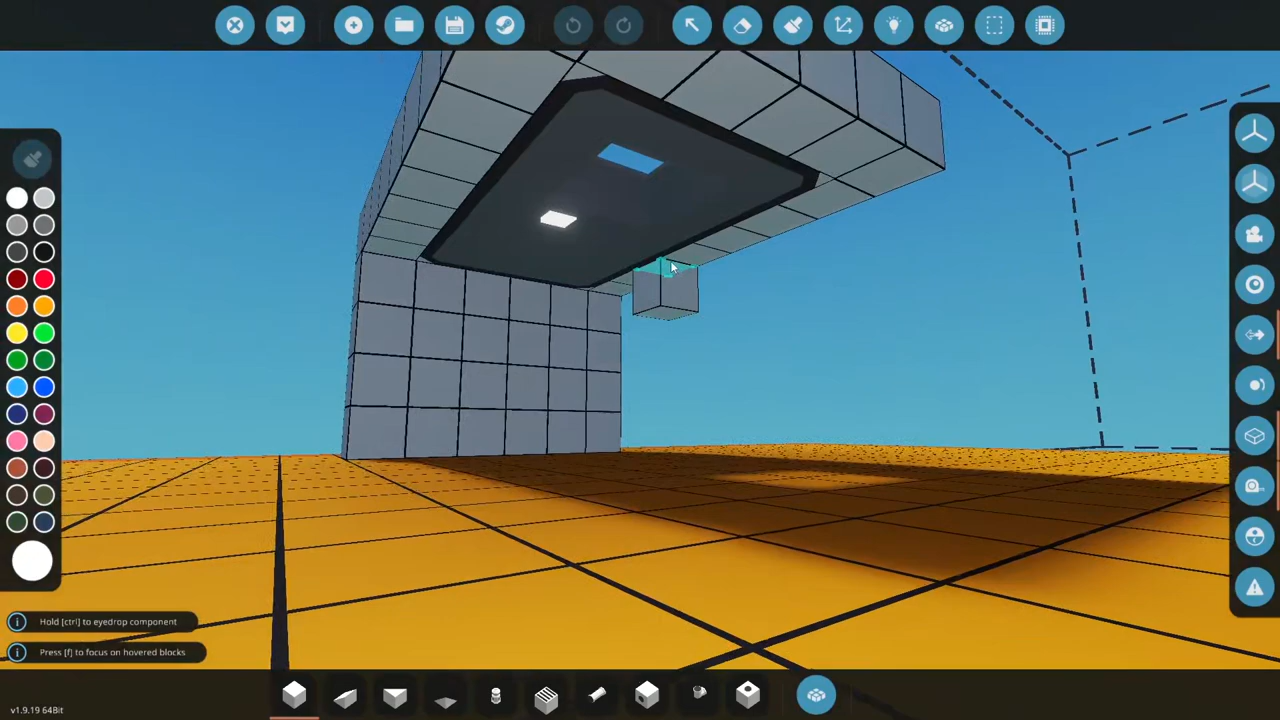 Hold [ctrl] to eyedrop component
Press [f] to focus on hovered blocks
v1.9.19 64Bit